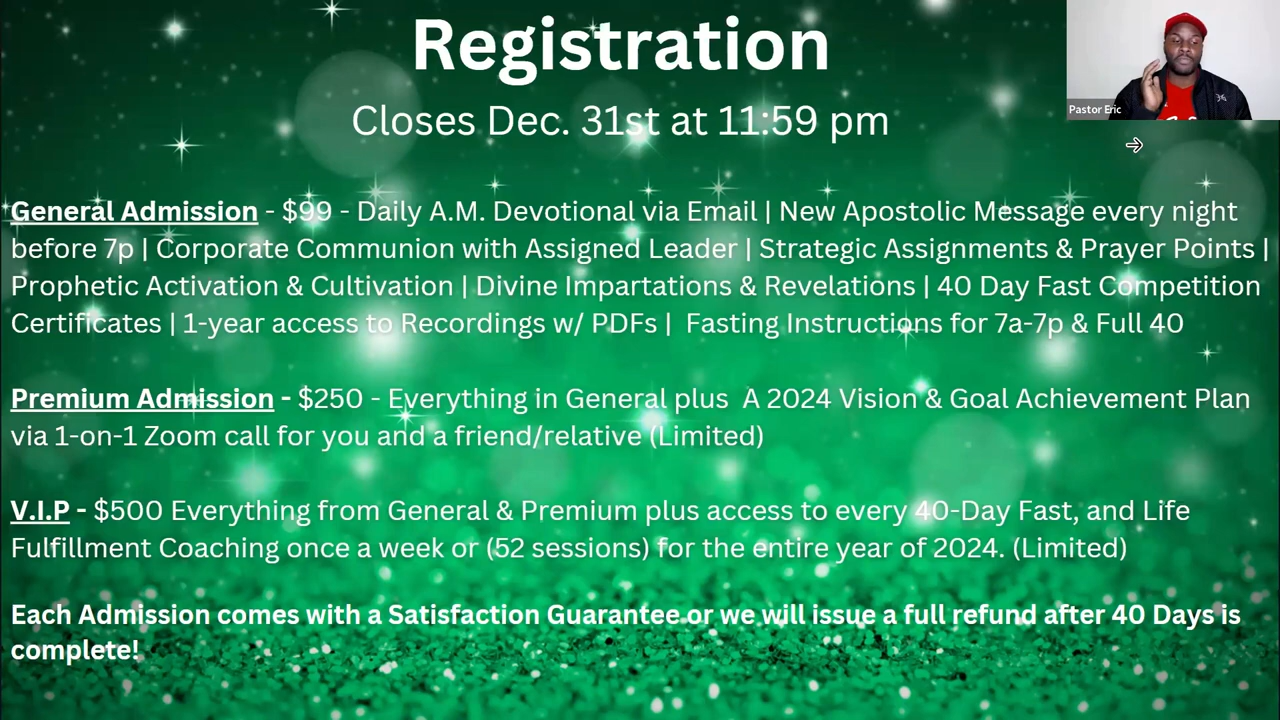 Registration
Closes Dec. 31st at 11:59 pm
Pastor Eric
General Admission - $99 - Daily A.M. Devotional via Email | New Apostolic Message every night
before 7p | Corporate Communion with Assigned Leader | Strategic Assignments & Prayer Points |
Prophetic Activation & Cultivation | Divine Impartations & Revelations | 40 Day Fast Competition
Certificates | 1-year access to Recordings w/ PDFs | Fasting Instructions for 7a-7p & Full 40
Premium Admission - $250 - Everything in General plus A 2024 Vision & Goal Achievement Plan
via 1-on-1 Zoom call for you and a friend/relative (Limited)
V.I.P - $500 Everything from General & Premium plus access to every 40-Day Fast, and Life
Fulfillment Coaching once a week or (52 sessions) for the entire year of 2024. (Limited)
Each Admission comes with a Satisfaction Guarantee or we will issue a full refund after 40 Days is
complete!